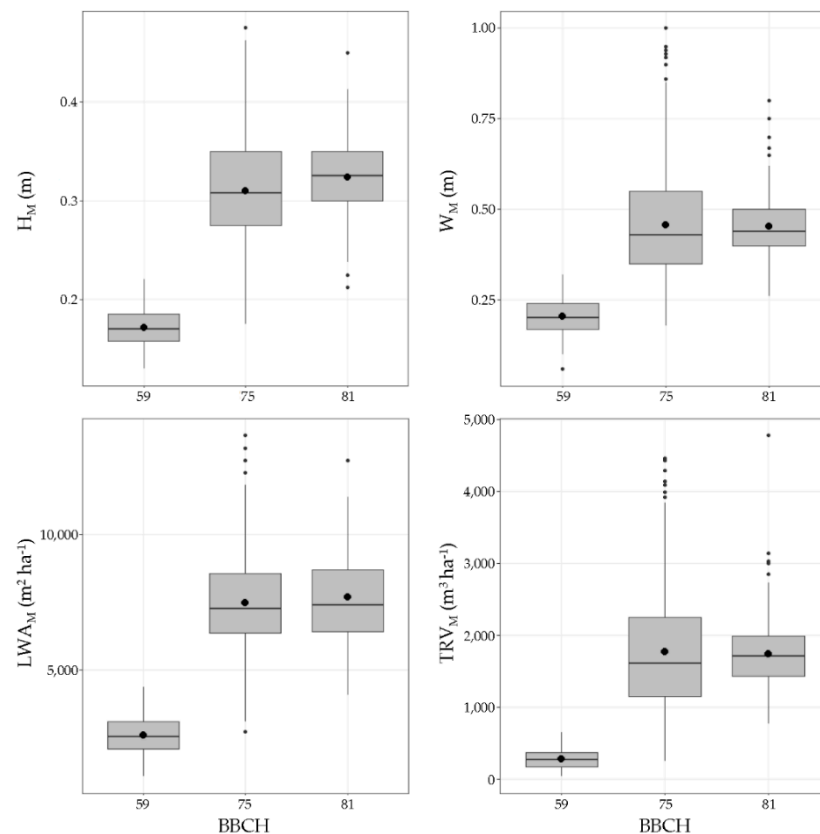 H_M (m)
0.4
0.3
0.2
59 75 81
W_M (m)
1.00
0.75
0.50
0.25
59 75 81
LWA_M (m² ha⁻¹)
10,000
5,000
59 75 81
BBCH
TRV_M (m³ ha⁻¹)
5,000
4,000
3,000
2,000
1,000
0
59 75 81
BBCH